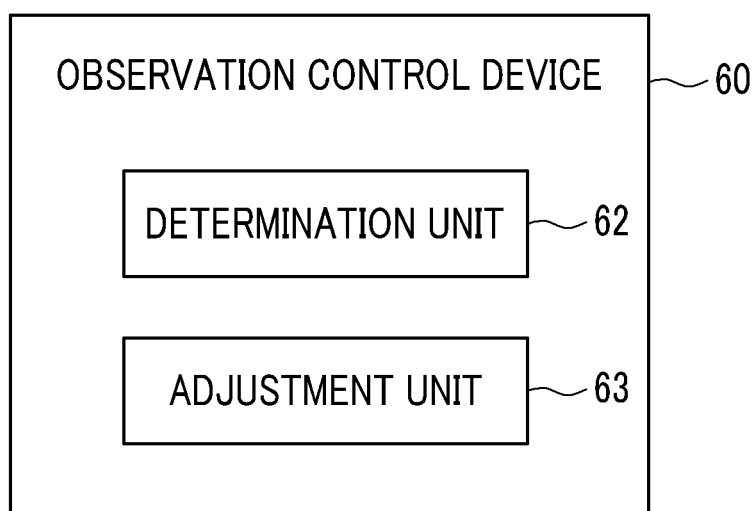 OBSERVATION CONTROL DEVICE 60
DETERMINATION UNIT 62
ADJUSTMENT UNIT 63